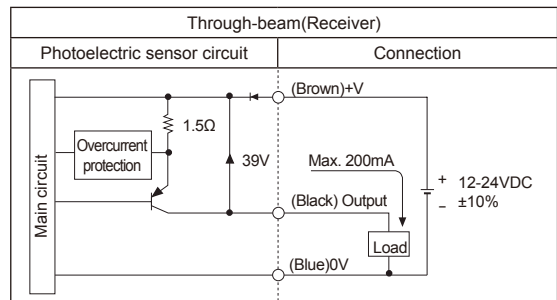 Through-beam(Receiver)
Photoelectric sensor circuit
Connection
(Brown)+V
1.5Ω
Overcurrent
protection
39V
Max. 200mA
Main circuit
+
12-24VDC
−
±10%
(Black) Output
Load
(Blue)0V